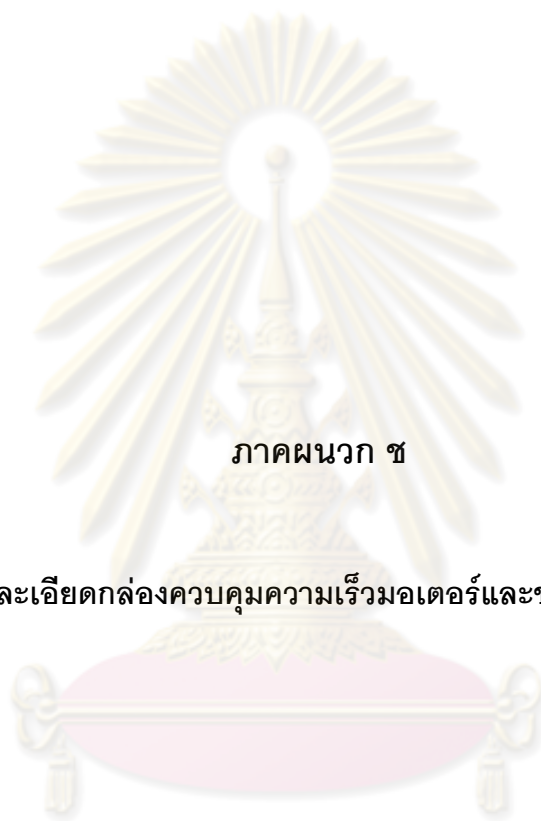 ภาคผนวก ช
ละเอียดกล่องควบคุมความเร็วมอเตอร์และ